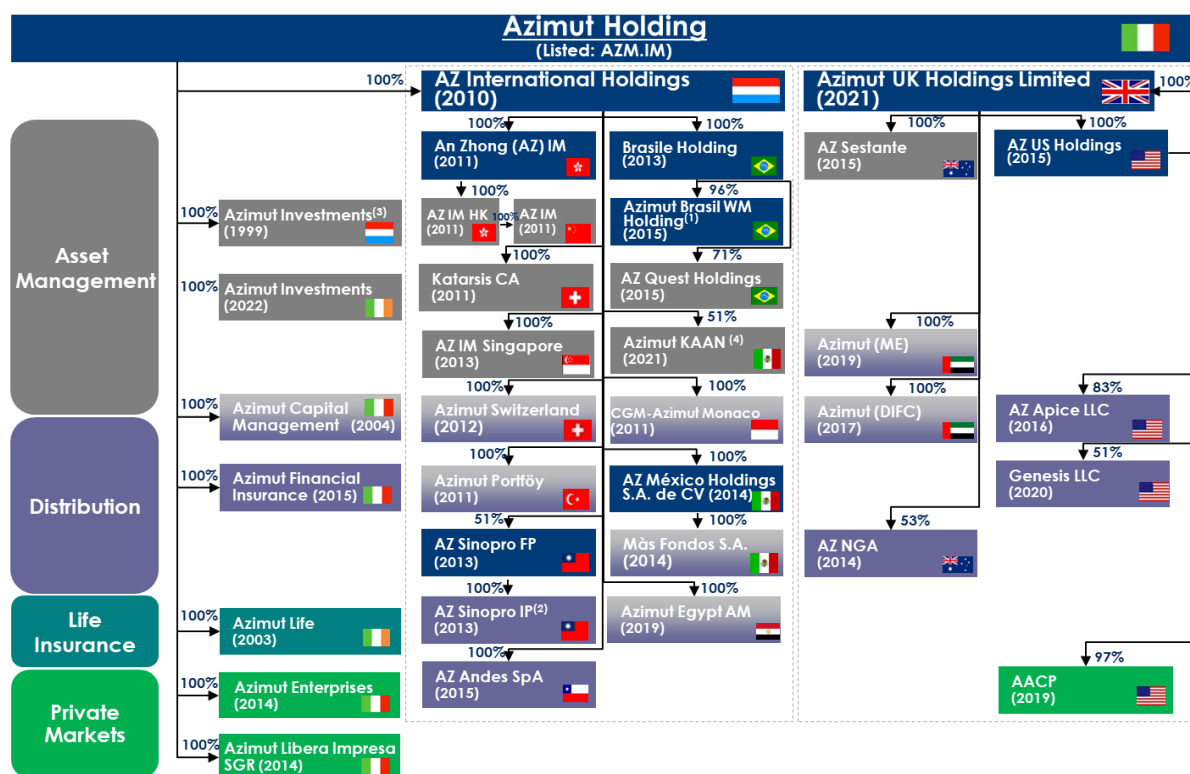 Azimut Holding
(Listed: AZM.IM)
100%
AZ International Holdings
(2010)
Azimut UK Holdings Limited
(2021)
100%
Asset
Management
Distribution
Life
Insurance
Private
Markets
100%
Azimut Investments(3)
(1999)
100%
Azimut Investments
(2022)
100%
Azimut Capital
Management (2004)
100%
Azimut Financial
Insurance (2015)
100%
Azimut Life
(2003)
100%
Azimut Enterprises
(2014)
100%
Azimut Libera Impresa
SGR (2014)
100%
An Zhong (AZ) IM
(2011)
100%
AZ IM HK
(2011)
100%
AZ IM
(2011)
100%
Katarsis CA
(2011)
100%
AZ IM Singapore
(2013)
100%
Azimut Switzerland
(2012)
100%
Azimut Portföy
(2011)
51%
AZ Sinopro FP
(2013)
100%
AZ Sinopro IP(2)
(2013)
100%
AZ Andes SpA
(2015)
100%
Brasile Holding
(2013)
96%
Azimut Brasil WM
Holding(1)
(2015)
71%
AZ Quest Holdings
(2015)
51%
Azimut KAAN (4)
(2021)
100%
CGM-Azimut Monaco
(2011)
100%
AZ México Holdings
S.A. de CV (2014)
100%
Màs Fondos S.A.
(2014)
100%
Azimut Egypt AM
(2019)
100%
AZ Sestante
(2015)
100%
Azimut (ME)
(2019)
100%
Azimut (DIFC)
(2017)
53%
AZ NGA
(2014)
100%
AZ US Holdings
(2015)
83%
AZ Apice LLC
(2016)
51%
Genesis LLC
(2020)
97%
AACP
(2019)